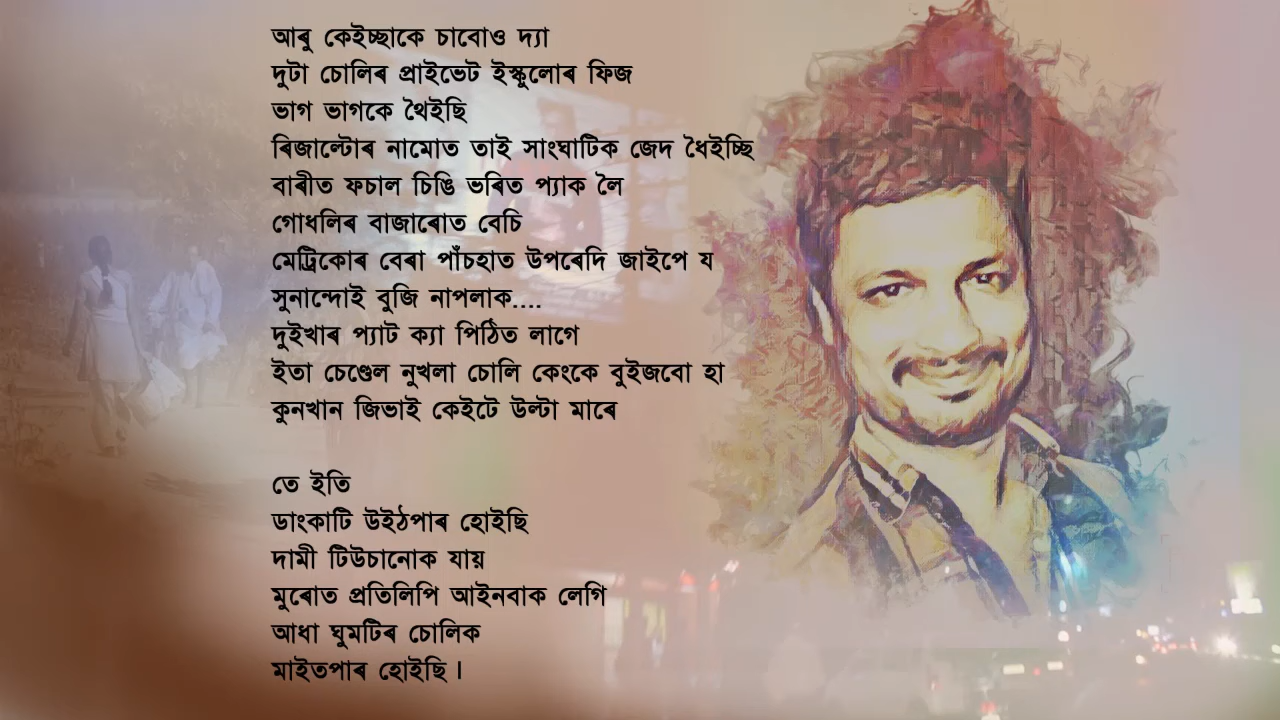 আৰু কেইচ্ছাকে চাবোও দ্যা
দুটা চোলিৰ প্ৰাইভেট ইস্কুলোৰ ফিজ
ভাগ ভাগকে থৈইছি
ৰিজাল্টোৰ নামোত তাই সাংঘাটিক জেদ ধৈইচ্ছি
বাৰীত ফচাল চিঙি ভৰিত প্যাক লৈ
গোধলিৰ বাজাৰোত বেচি
মেট্ৰিকোৰ বেৰা পাঁচহাত উপৰেদি জাইপে য
সুনান্দোই বুজি নাপলাক....
দুইখাৰ প্যাট ক্যা পিঠিত লাগে
ইতা চেণ্ডেল নুখলা চোলি কেংকে বুইজবো হা
কুনখান জিভাই কেইটে উল্টা মাৰে
তে ইতি
ডাংকাটি উইঠপাৰ হোইছি
দামী টিউচানোক যায়
মুৰোত প্ৰতিলিপি আইনবাক লেগি
আধা ঘুমটিৰ চোলিক
মাইতপাৰ হোইছি।